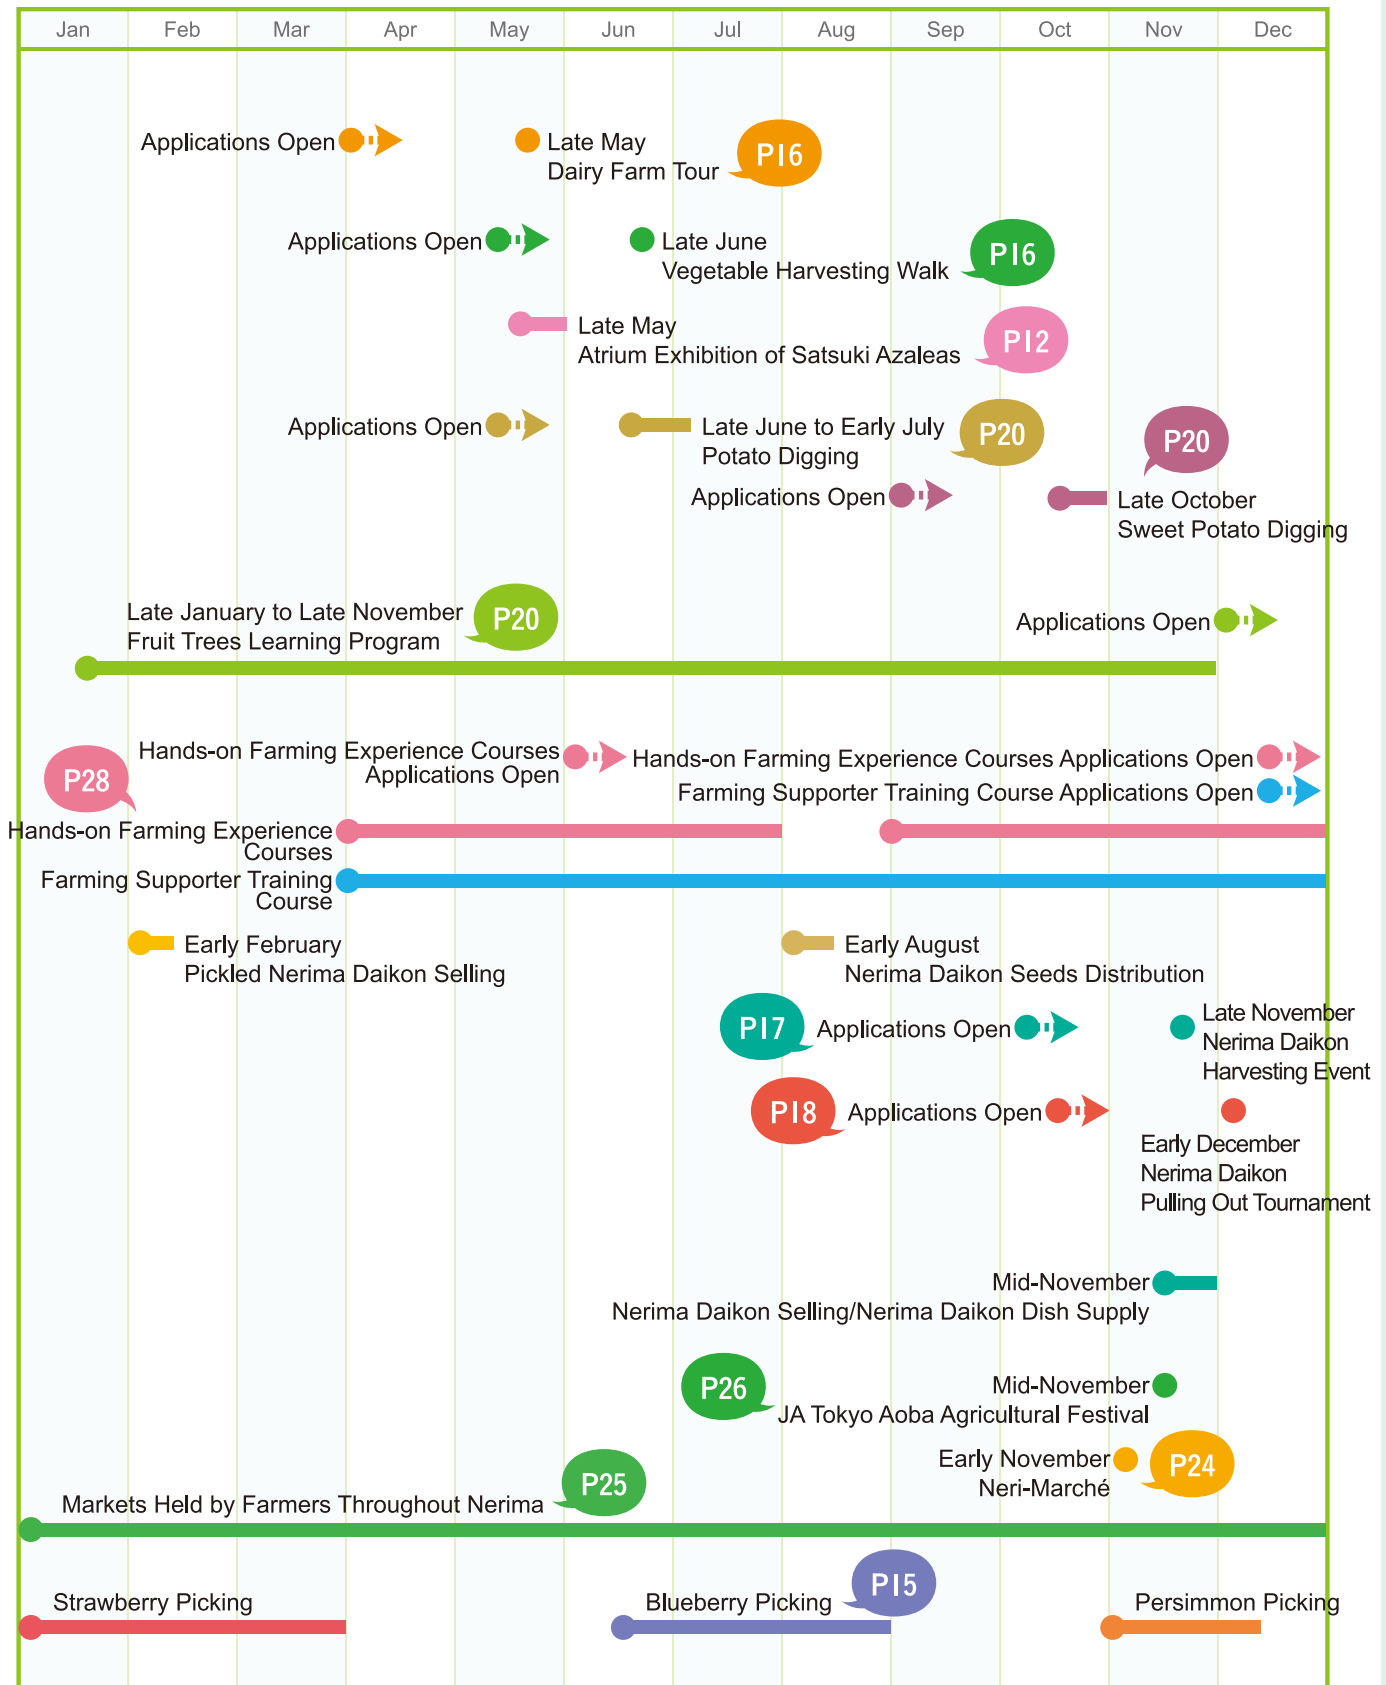 Jan Feb Mar Apr May Jun Jul Aug Sep Oct Nov Dec
Applications Open
Late May
Dairy Farm Tour
P16
Applications Open
Late June
Vegetable Harvesting Walk
P16
Late May
Atrium Exhibition of Satsuki Azaleas
P12
Applications Open
Late June to Early July
Potato Digging
P20
P20
Applications Open
Late October
Sweet Potato Digging
Late January to Late November
Fruit Trees Learning Program
P20
Applications Open
P28
Hands-on Farming Experience Courses
Applications Open
Hands-on Farming Experience Courses Applications Open
Farming Supporter Training Course Applications Open
Hands-on Farming Experience
Courses
Farming Supporter Training
Course
Early February
Pickled Nerima Daikon Selling
Early August
Nerima Daikon Seeds Distribution
P17
Applications Open
Late November
Nerima Daikon
Harvesting Event
P18
Applications Open
Early December
Nerima Daikon
Pulling Out Tournament
Mid-November
Nerima Daikon Selling/Nerima Daikon Dish Supply
P26
Mid-November
JA Tokyo Aoba Agricultural Festival
Early November
Neri-Marché
P24
P25
Markets Held by Farmers Throughout Nerima
Strawberry Picking
Blueberry Picking
P15
Persimmon Picking